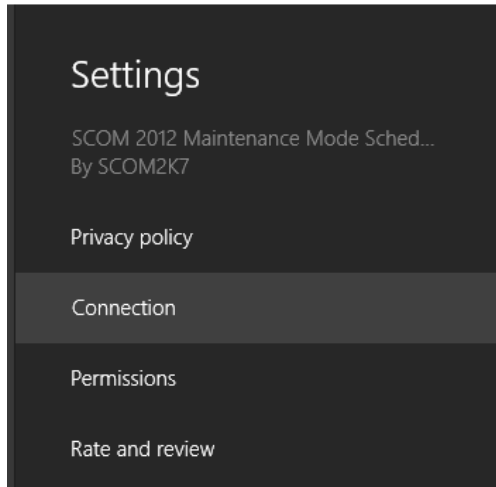 Settings
SCOM 2012 Maintenance Mode Sched...
By SCOM2K7
Privacy policy
Connection
Permissions
Rate and review